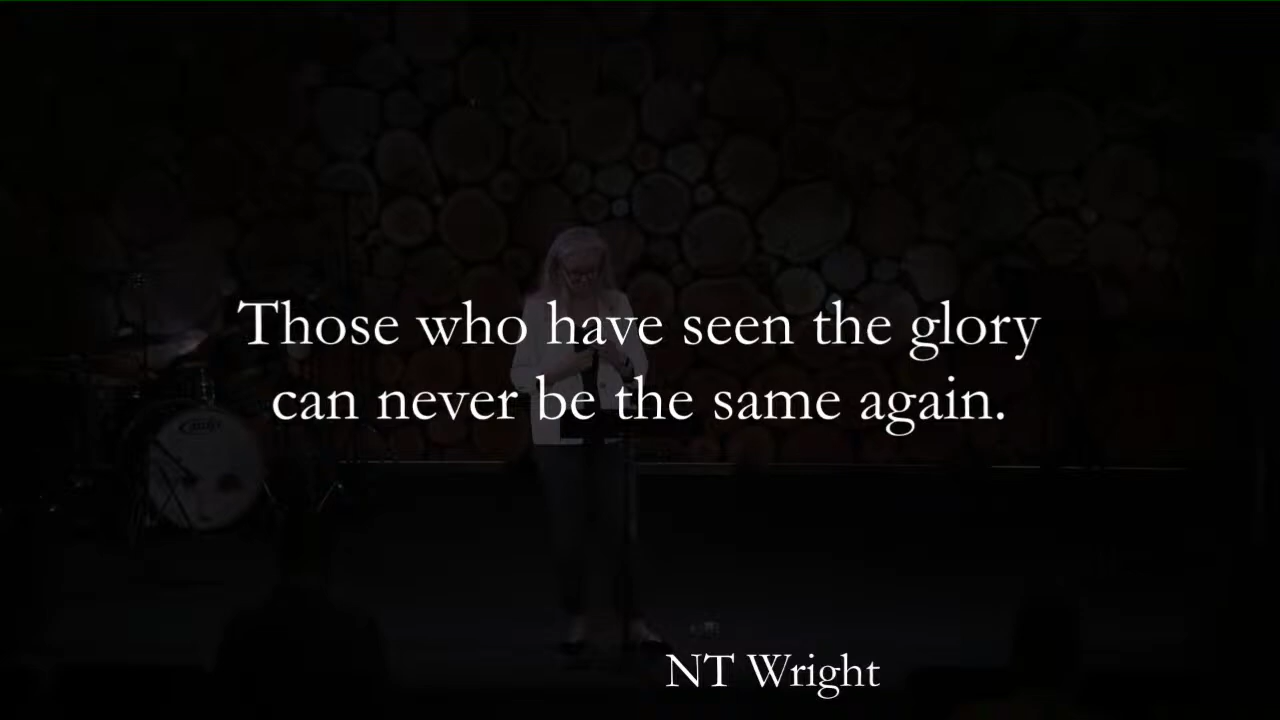 Those who have seen the glory
can never be the same again.
NT Wright